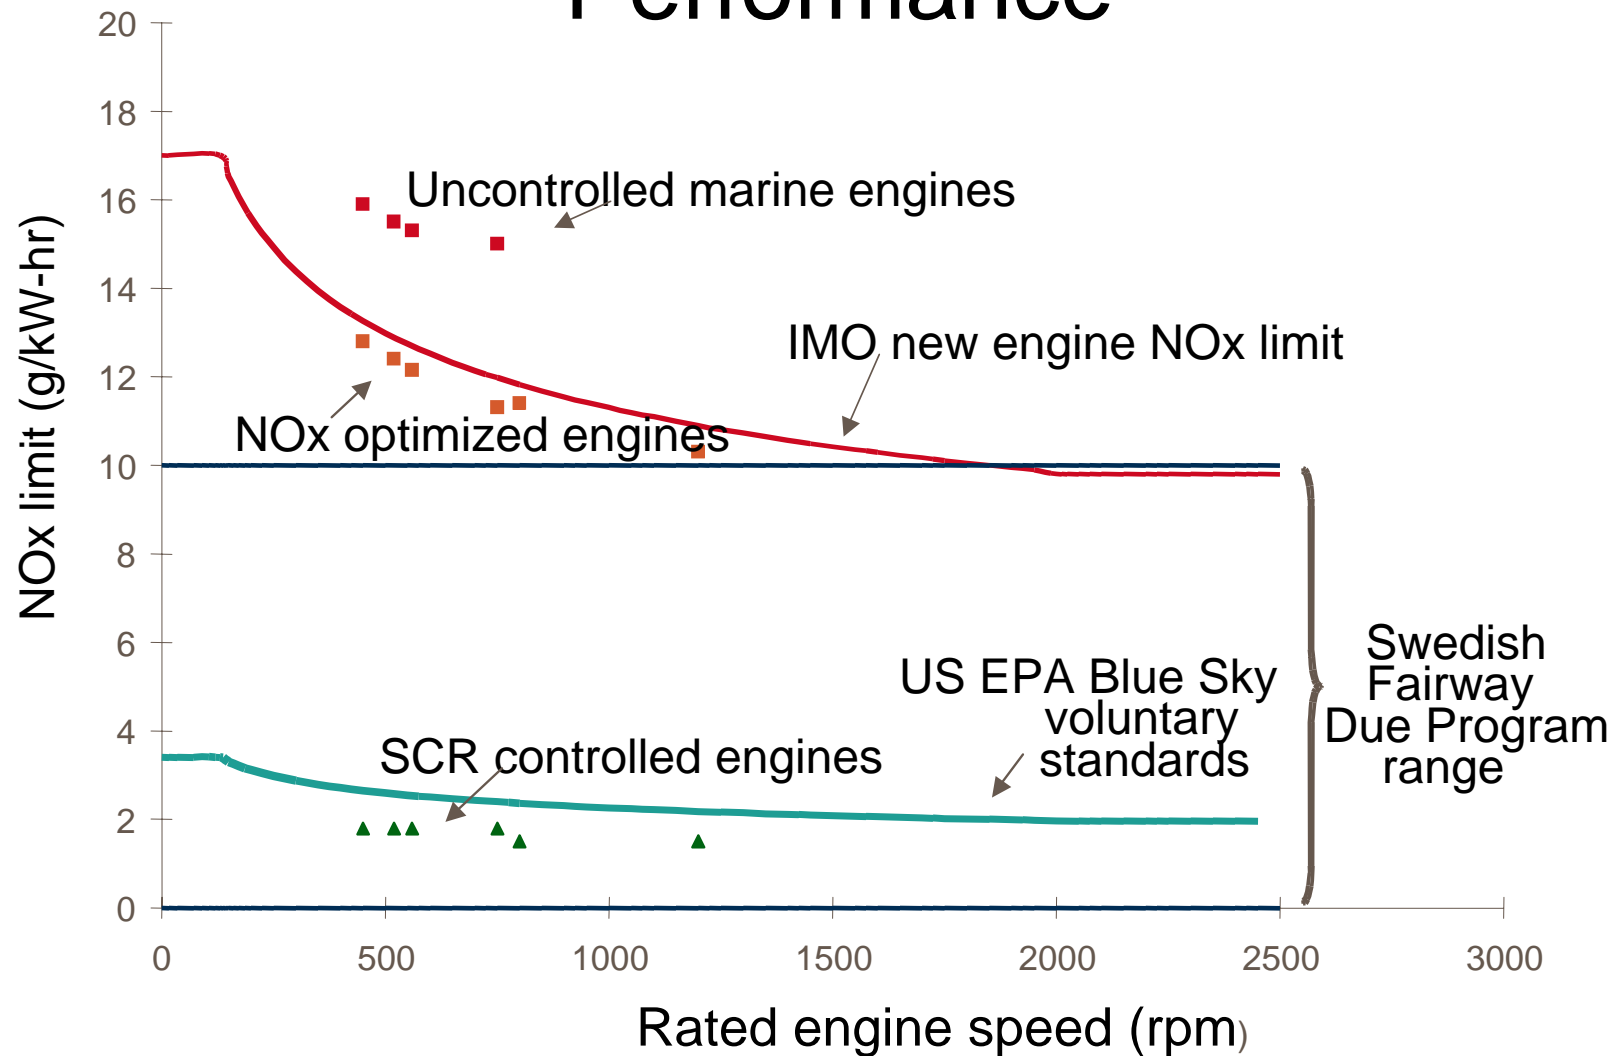 Performance
20
18
16
14
12
10
8
6
4
2
0
NOx limit (g/kW-hr)
Uncontrolled marine engines
IMO new engine NOx limit
NOx optimized engines
US EPA Blue Sky
voluntary
standards
SCR controlled engines
Swedish
Fairway
Due Program
range
0 500 1000 1500 2000 2500 3000
Rated engine speed (rpm)